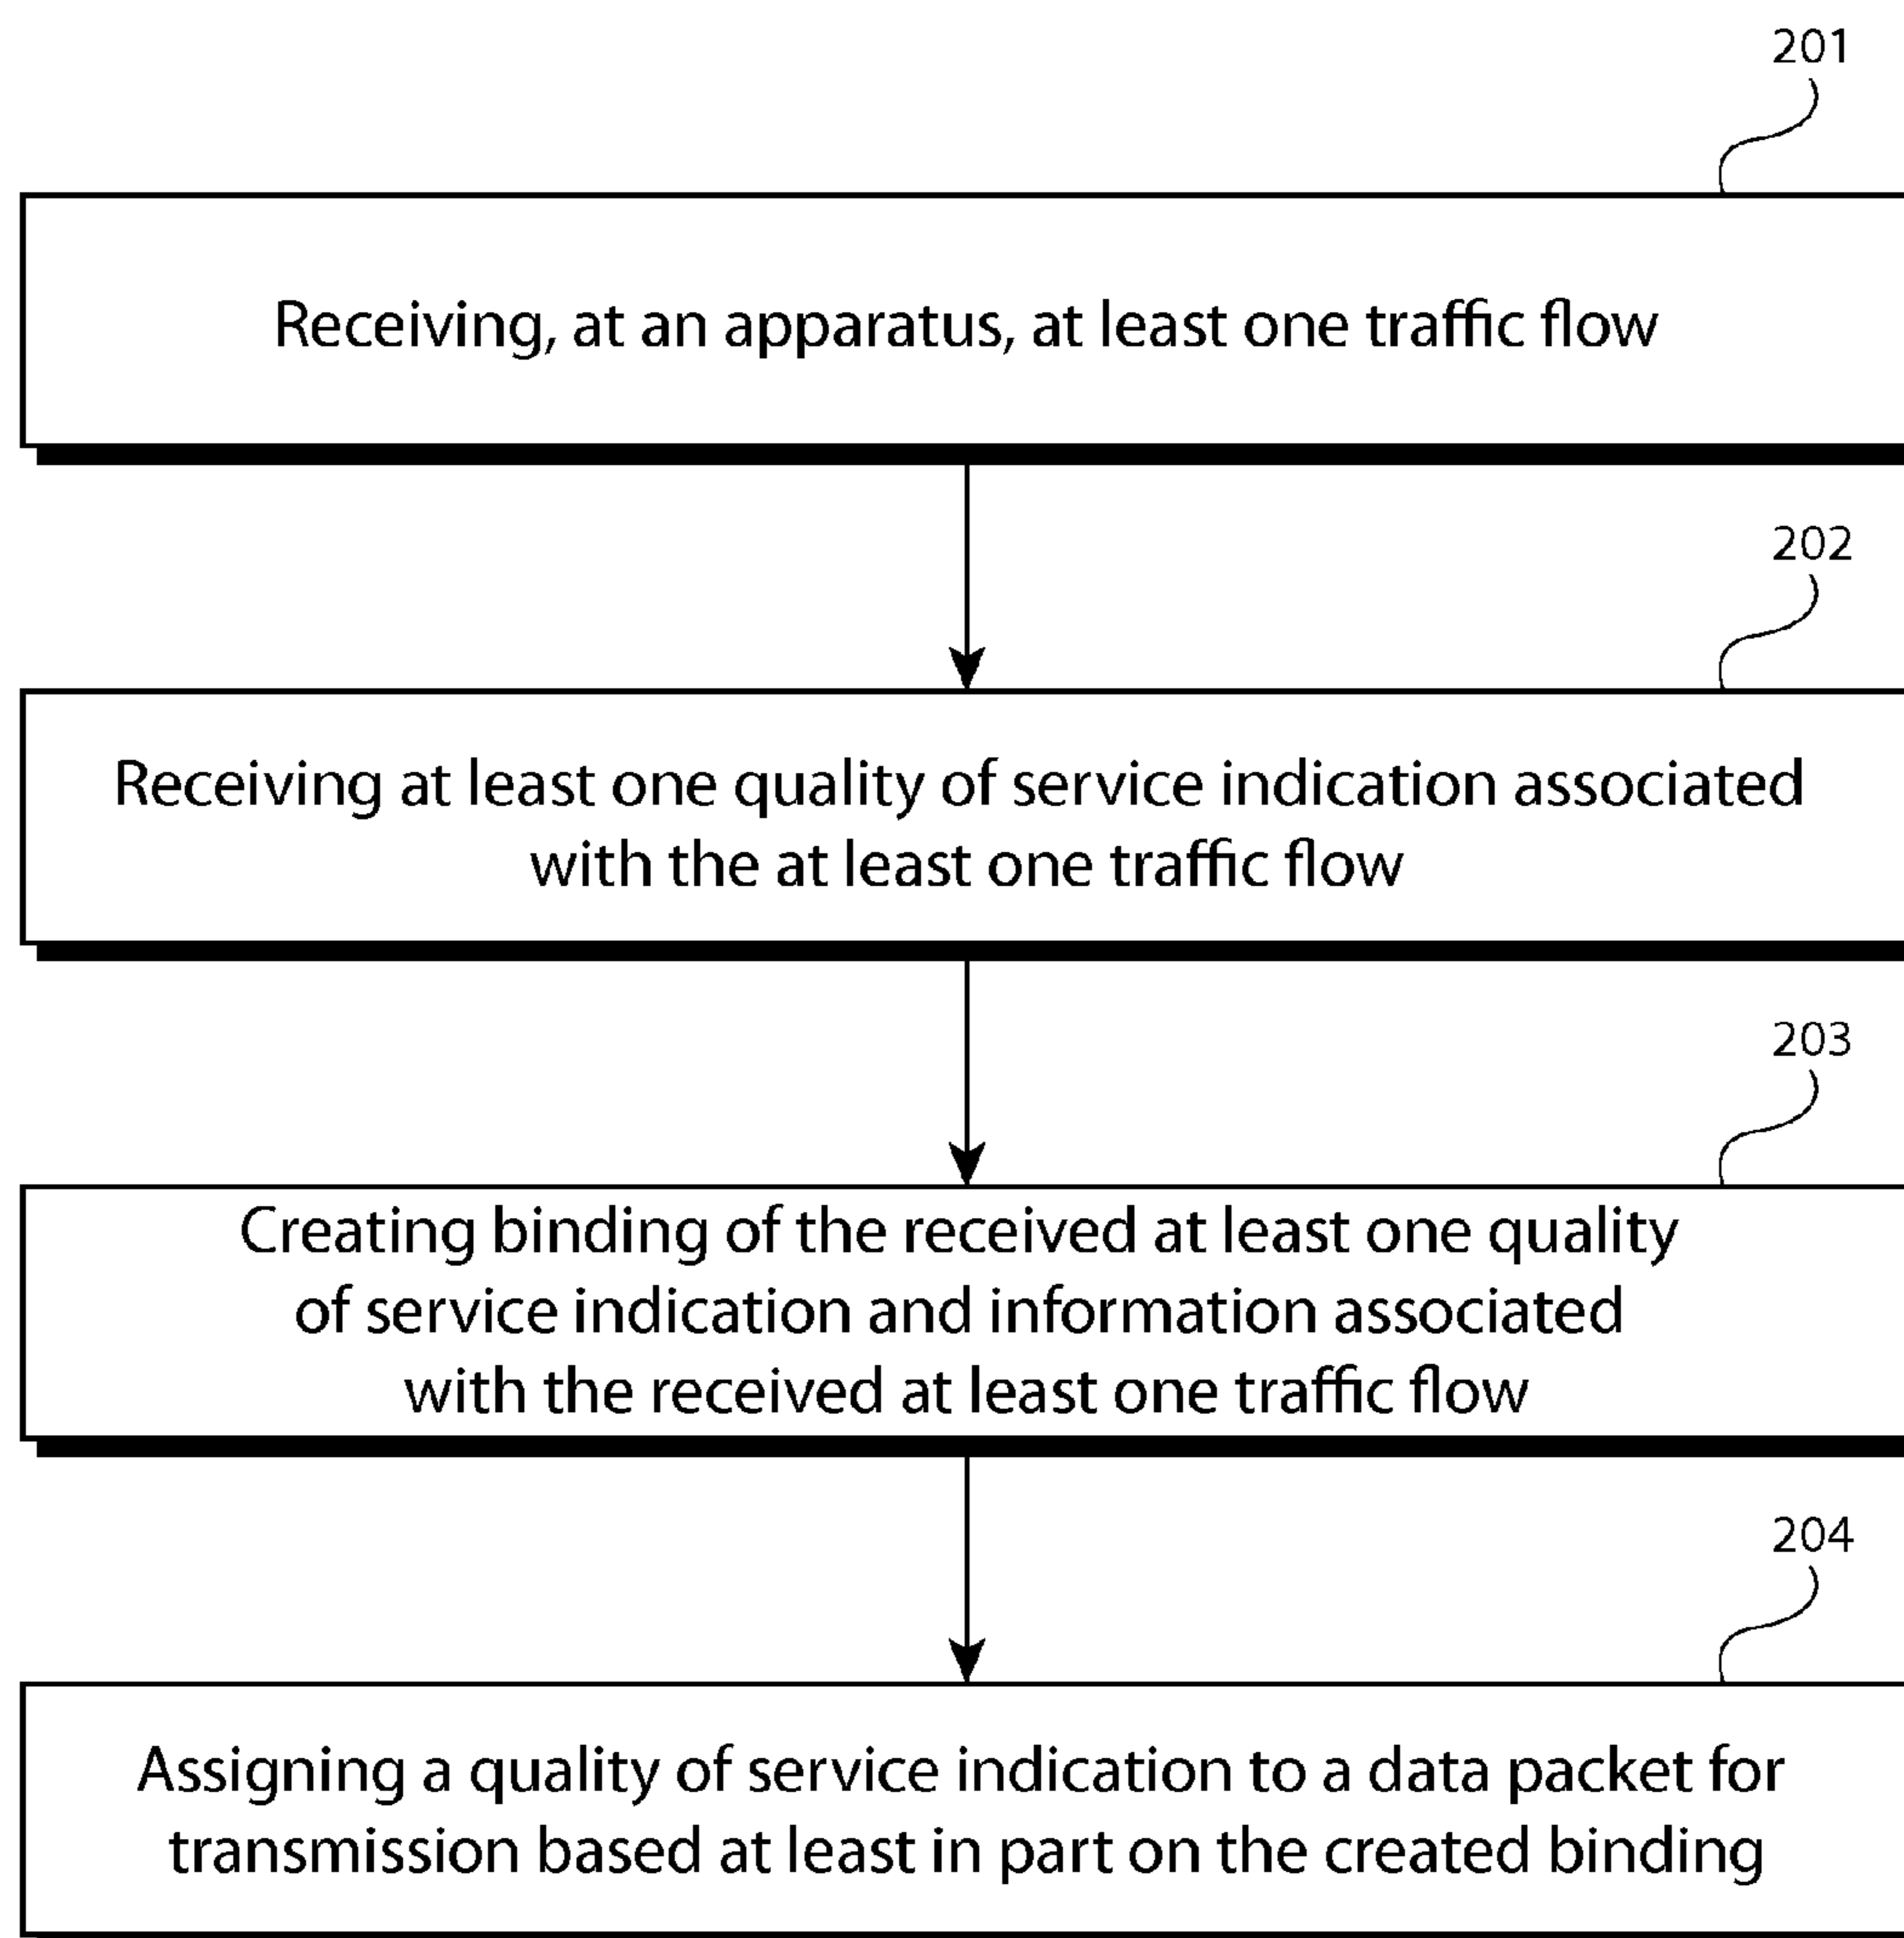 201
Receiving, at an apparatus, at least one traffic flow
202
Receiving at least one quality of service indication associated
with the at least one traffic flow
203
Creating binding of the received at least one quality
of service indication and information associated
with the received at least one traffic flow
204
Assigning a quality of service indication to a data packet for
transmission based at least in part on the created binding